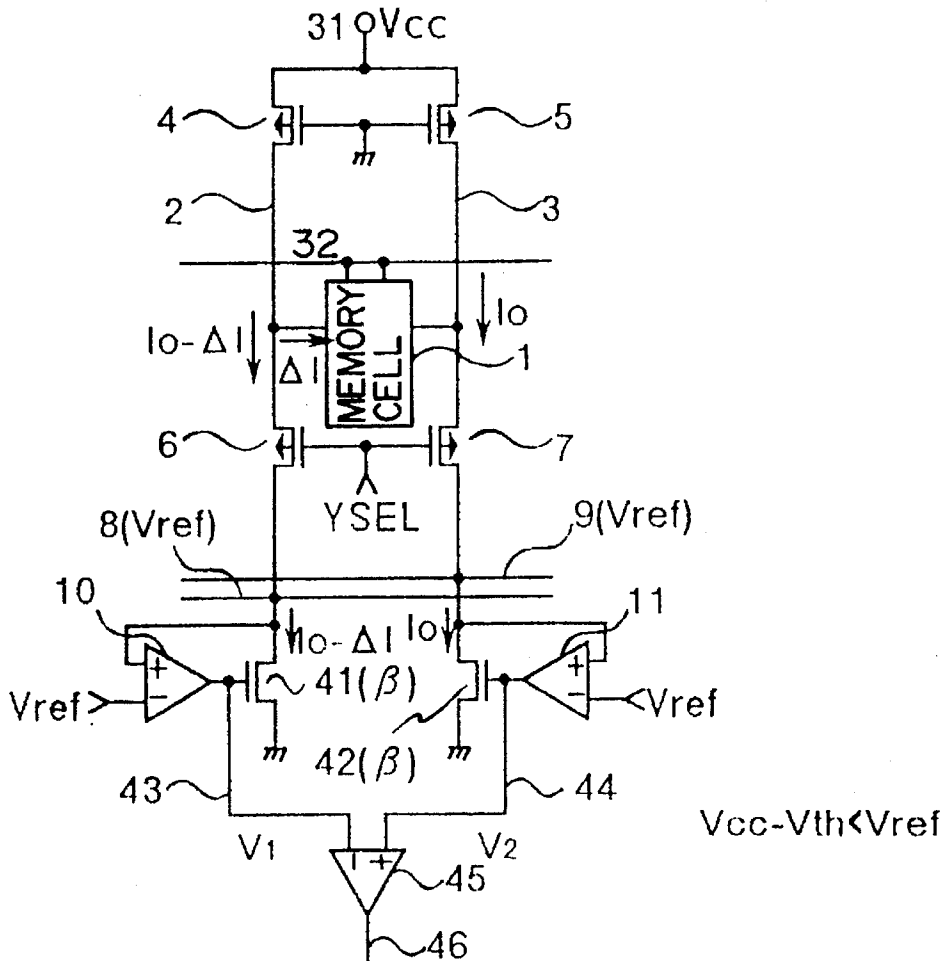 31 Vcc
4 5
2 3
32
MEMORY CELL
Io-ΔI ΔI Io
1
6 7
YSEL
8(Vref) 9(Vref)
10 11
Io-ΔI Io
+ +
- -
Vref Vref
41(β)
42(β)
43 44
V1 V2
Vcc-Vth<Vref
- +
45
46